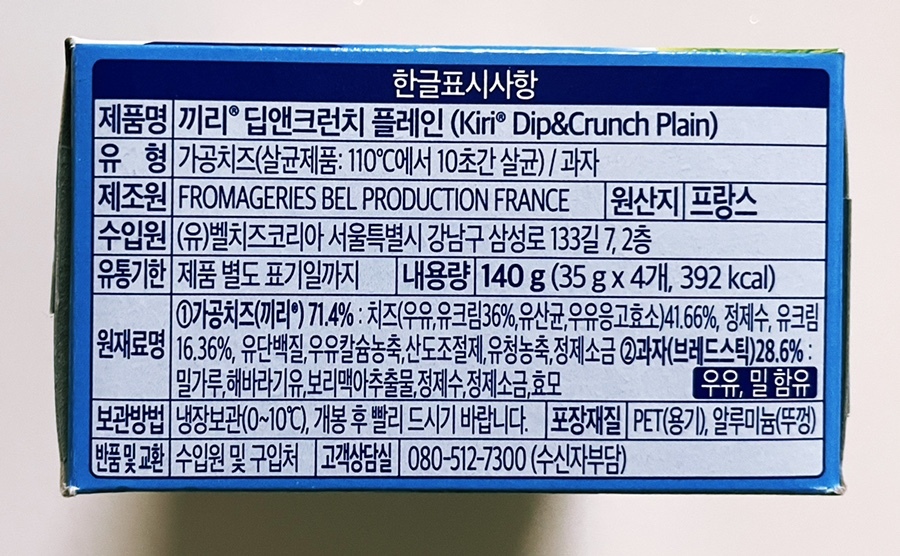 한글표시사항
제품명 끼리® 딥앤크런치 플레인 (Kiri® Dip&Crunch Plain)
유 형 가공치즈(살균제품: 110℃에서 10초간 살균) / 과자
제조원 FROMAGERIES BEL PRODUCTION FRANCE 원산지 프랑스
수입원 (유)벨치즈코리아 서울특별시 강남구 삼성로 133길 7, 2층
유통기한 제품 별도 표기일까지 내용량 140 g (35 g x 4개, 392 kcal)
원재료명 ①가공치즈(끼리®) 71.4% : 치즈(우유,유크림36%,유산균,우유응고효소)41.66%, 정제수, 유크림
16.36%, 유단백질,우유칼슘농축,산도조절제,유청농축,정제소금 ②과자(브레드스틱)28.6% :
밀가루,해바라기유,보리맥아추출물,정제수,정제소금,효모 우유, 밀 함유
보관방법 냉장보관(0~10℃), 개봉 후 빨리 드시기 바랍니다. 포장재질 PET(용기), 알루미늄(뚜껑)
반품 및 교환 수입원 및 구입처 고객상담실 080-512-7300 (수신자부담)